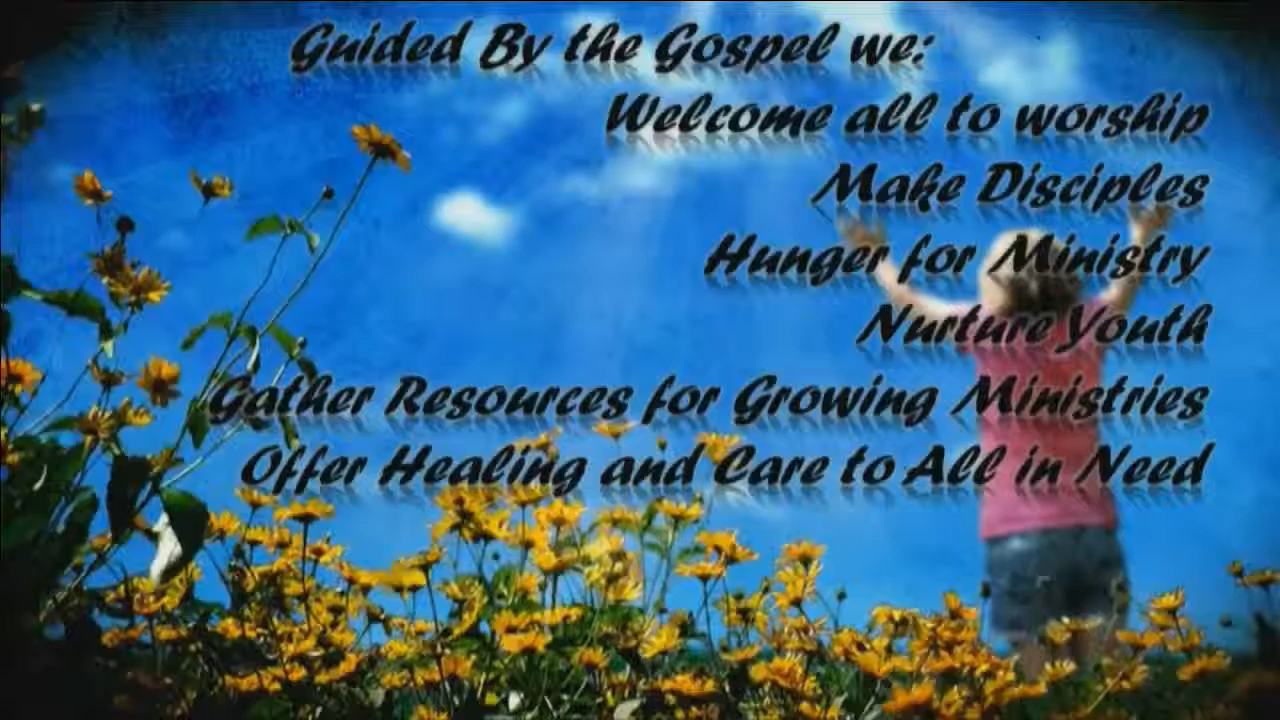 Guided By the Gospel we:
Welcome all to worship
Make Disciples
Hunger for Ministry
Nurture Youth
Gather Resources for Growing Ministries
Offer Healing and Care to All in Need